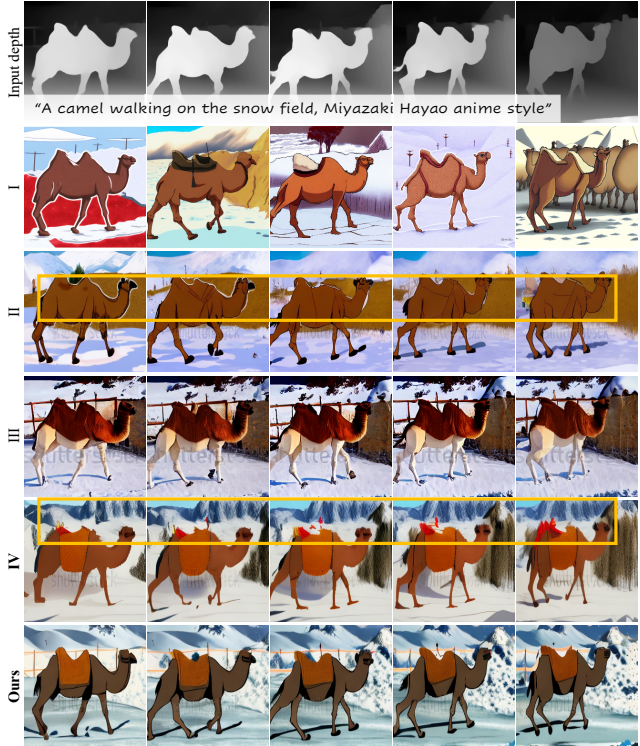 Input depth
“A camel walking on the snow field, Miyazaki Hayao anime style”
I
II
III
IV
Ours